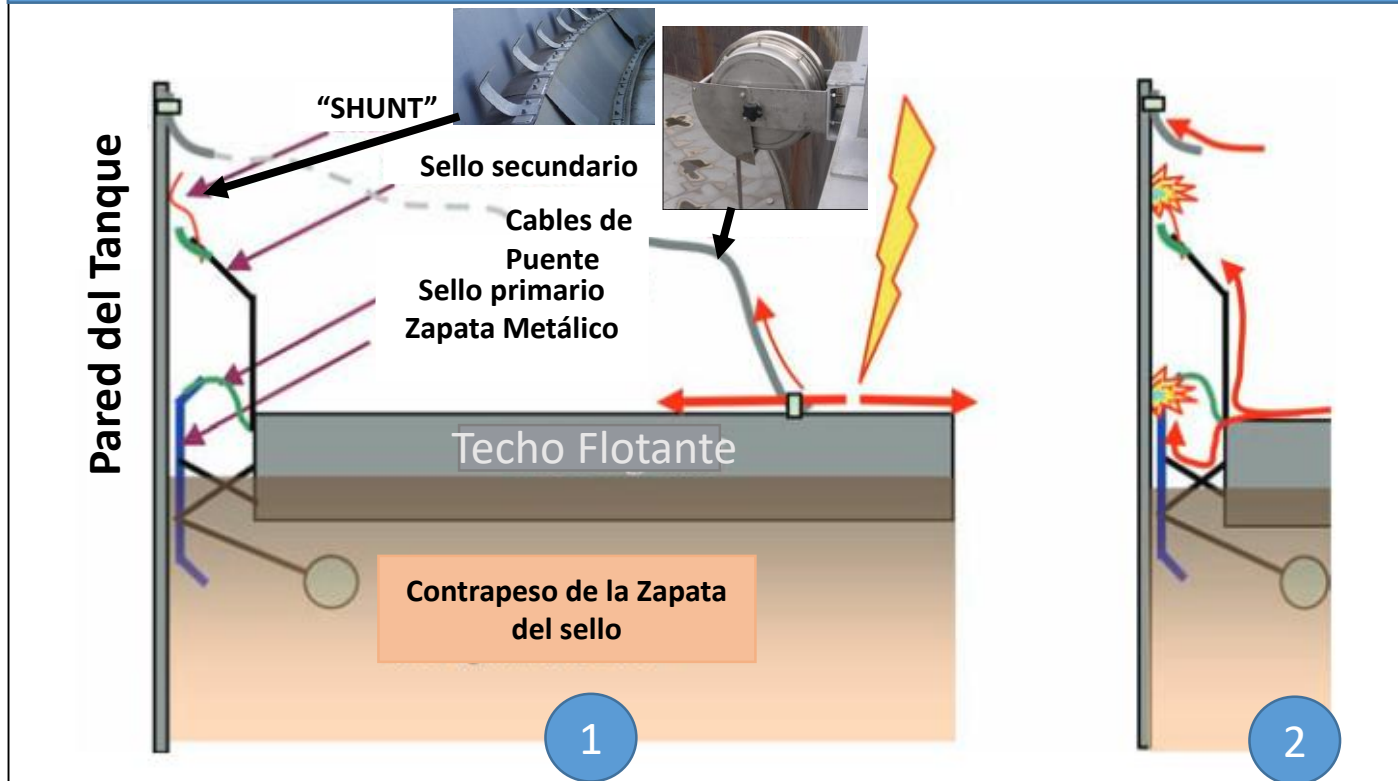 “SHUNT”
Sello secundario
Cables de
Puente
Sello primario
Zapata Metálico
Pared del Tanque
Techo Flotante
Contrapeso de la Zapata
del sello
1
2